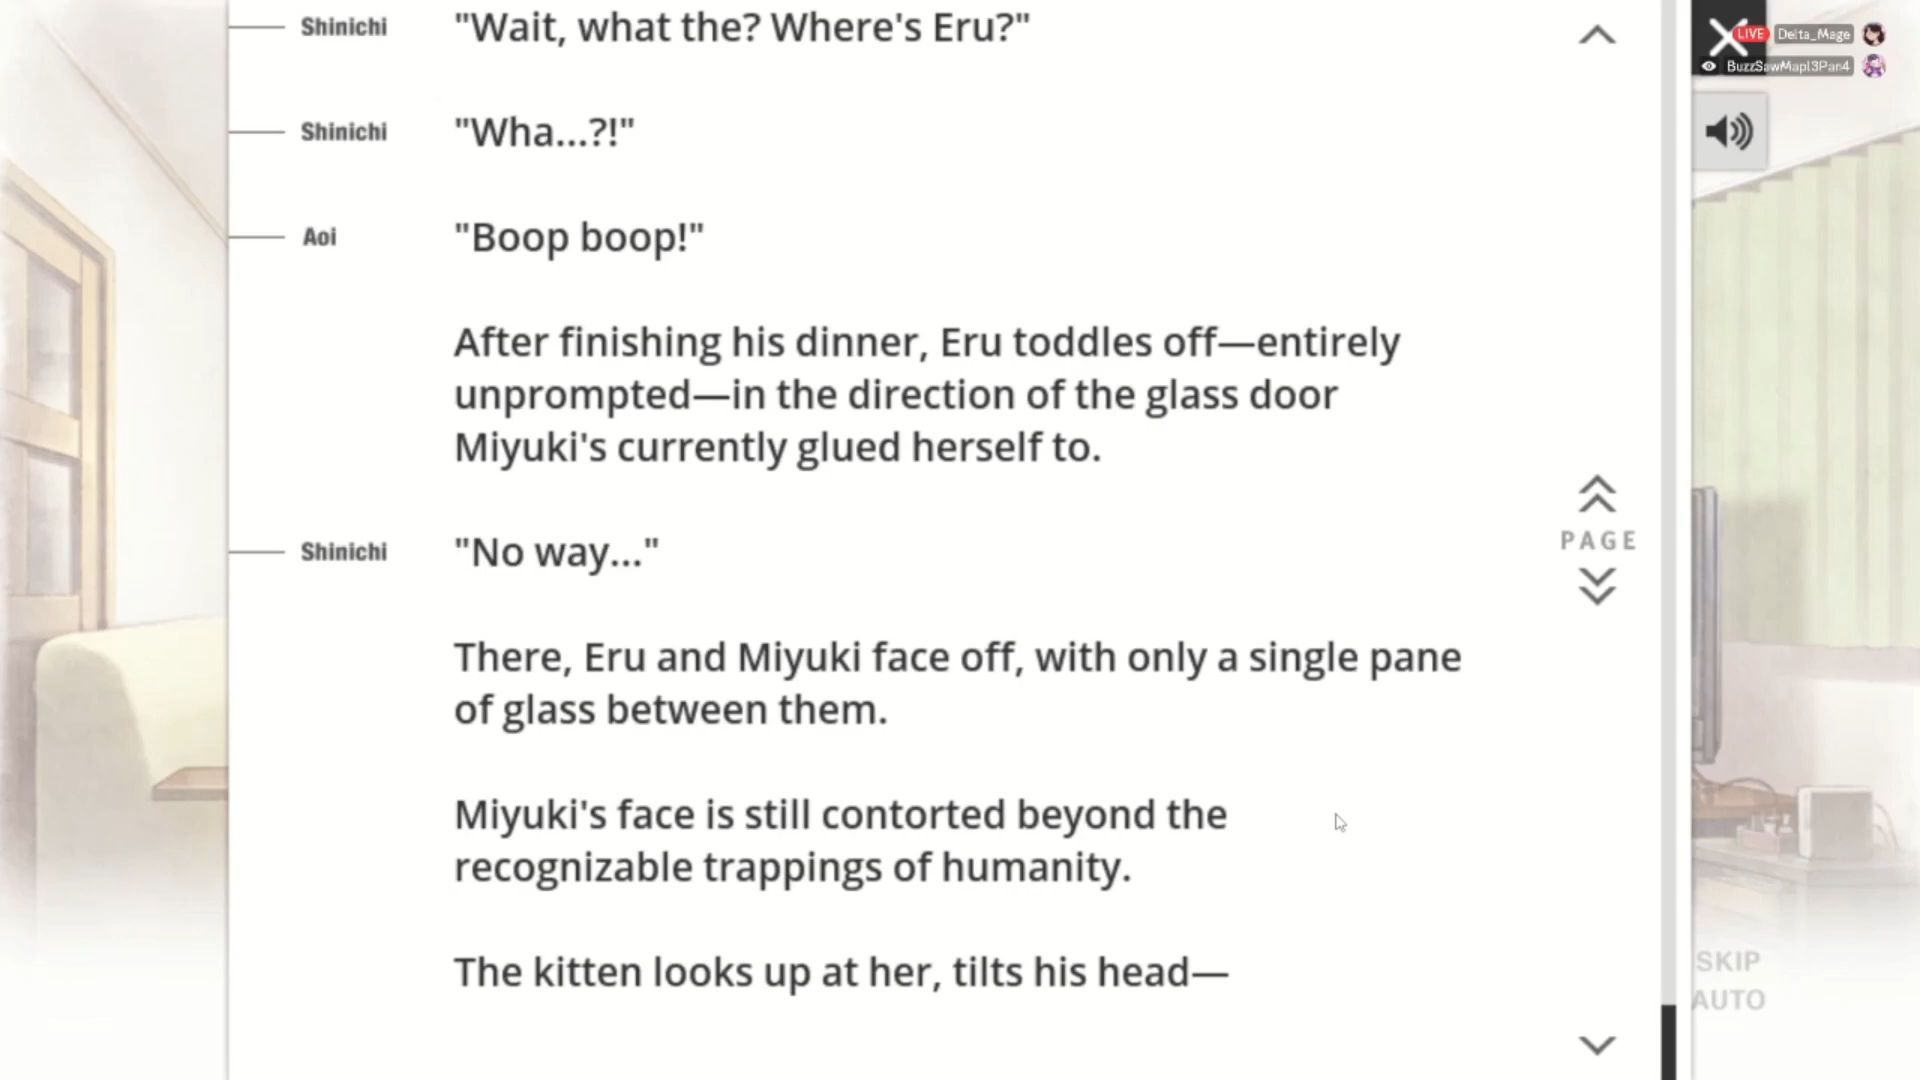 Shinichi "Wait, what the? Where's Eru?"
LIVE Delta_Mage
BuzzSawMapl3Pan4
Shinichi "Wha...?!"
Aoi "Boop boop!"
After finishing his dinner, Eru toddles off—entirely
unprompted—in the direction of the glass door
Miyuki's currently glued herself to.
PAGE
Shinichi "No way..."
There, Eru and Miyuki face off, with only a single pane
of glass between them.
Miyuki's face is still contorted beyond the
recognizable trappings of humanity.
The kitten looks up at her, tilts his head—
SKIP
AUTO